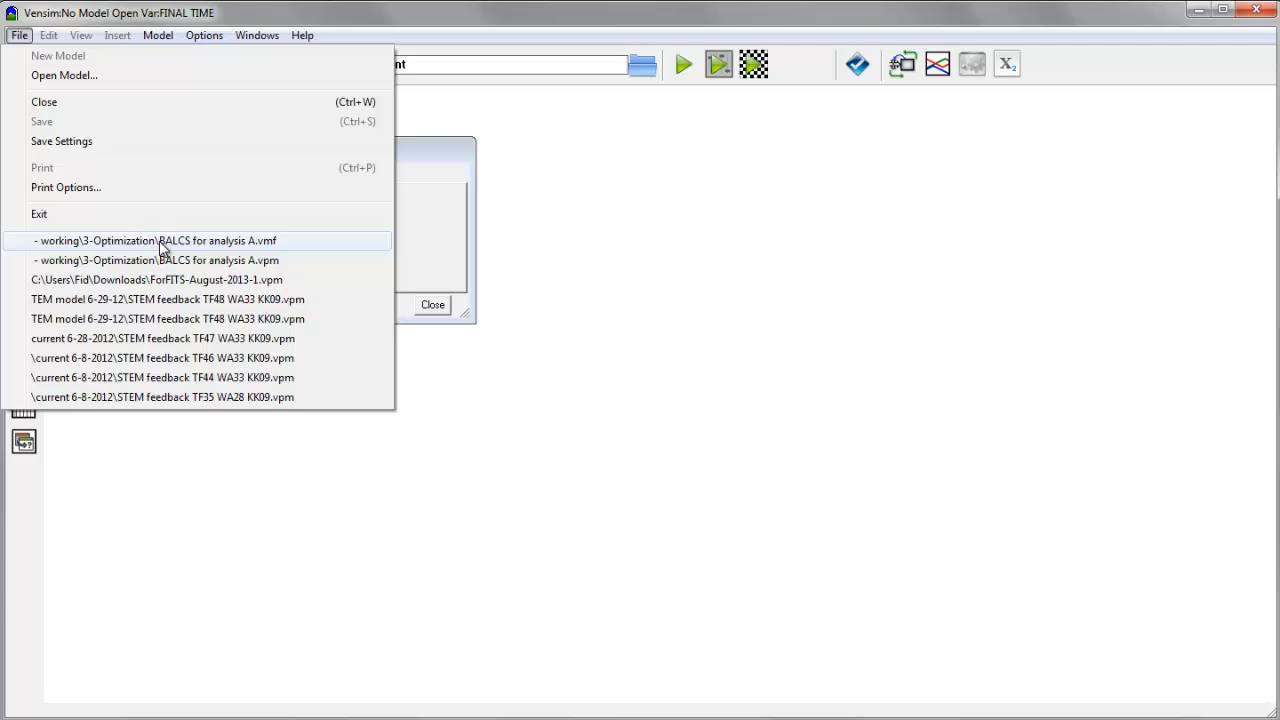 Vensim:No Model Open Var:FINAL TIME
File Edit View Insert Model Options Windows Help
New Model
Open Model...
Close (Ctrl+W)
Save (Ctrl+S)
Save Settings
Print (Ctrl+P)
Print Options...
Exit
- working\3-Optimization\BALCS for analysis A.vmf
- working\3-Optimization\BALCS for analysis A.vpm
C:\Users\Fid\Downloads\ForFITS-August-2013-1.vpm
TEM model 6-29-12\STEM feedback TF48 WA33 KK09.vpm
TEM model 6-29-12\STEM feedback TF48 WA33 KK09.vpm
current 6-28-2012\STEM feedback TF47 WA33 KK09.vpm
\current 6-8-2012\STEM feedback TF46 WA33 KK09.vpm
\current 6-8-2012\STEM feedback TF44 WA33 KK09.vpm
\current 6-8-2012\STEM feedback TF35 WA28 KK09.vpm
nt
X₂
Close